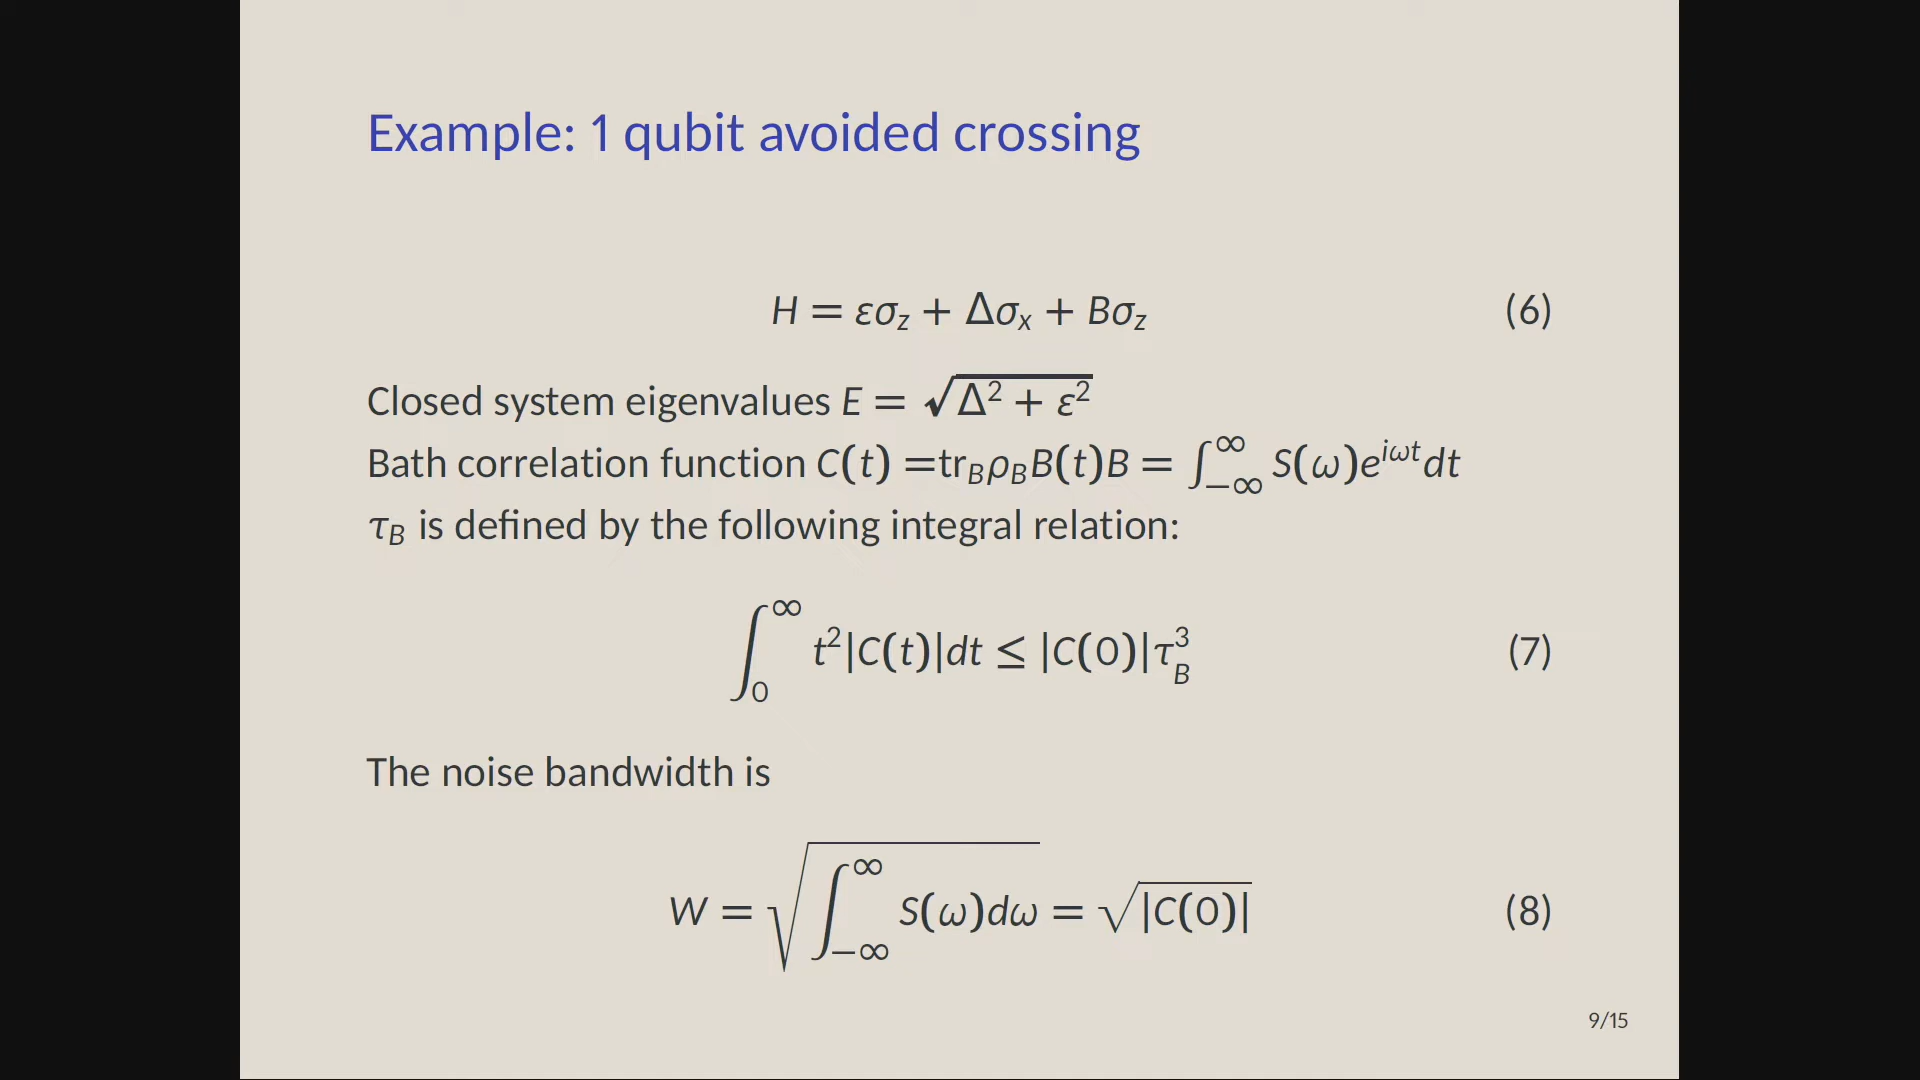 Example: 1 qubit avoided crossing
H = εσ_z + Δσ_x + Bσ_z (6)
Closed system eigenvalues E = √(Δ² + ε²)
Bath correlation function C(t) =tr_B ρ_B B(t)B = ∫_{−∞}^{∞} S(ω)e^{iωt}dt
τ_B is defined by the following integral relation:
∫_0^∞ t²|C(t)|dt ≤ |C(0)|τ_B^3 (7)
The noise bandwidth is
W = √(∫_{−∞}^{∞} S(ω)dω) = √|C(0)| (8)
9/15